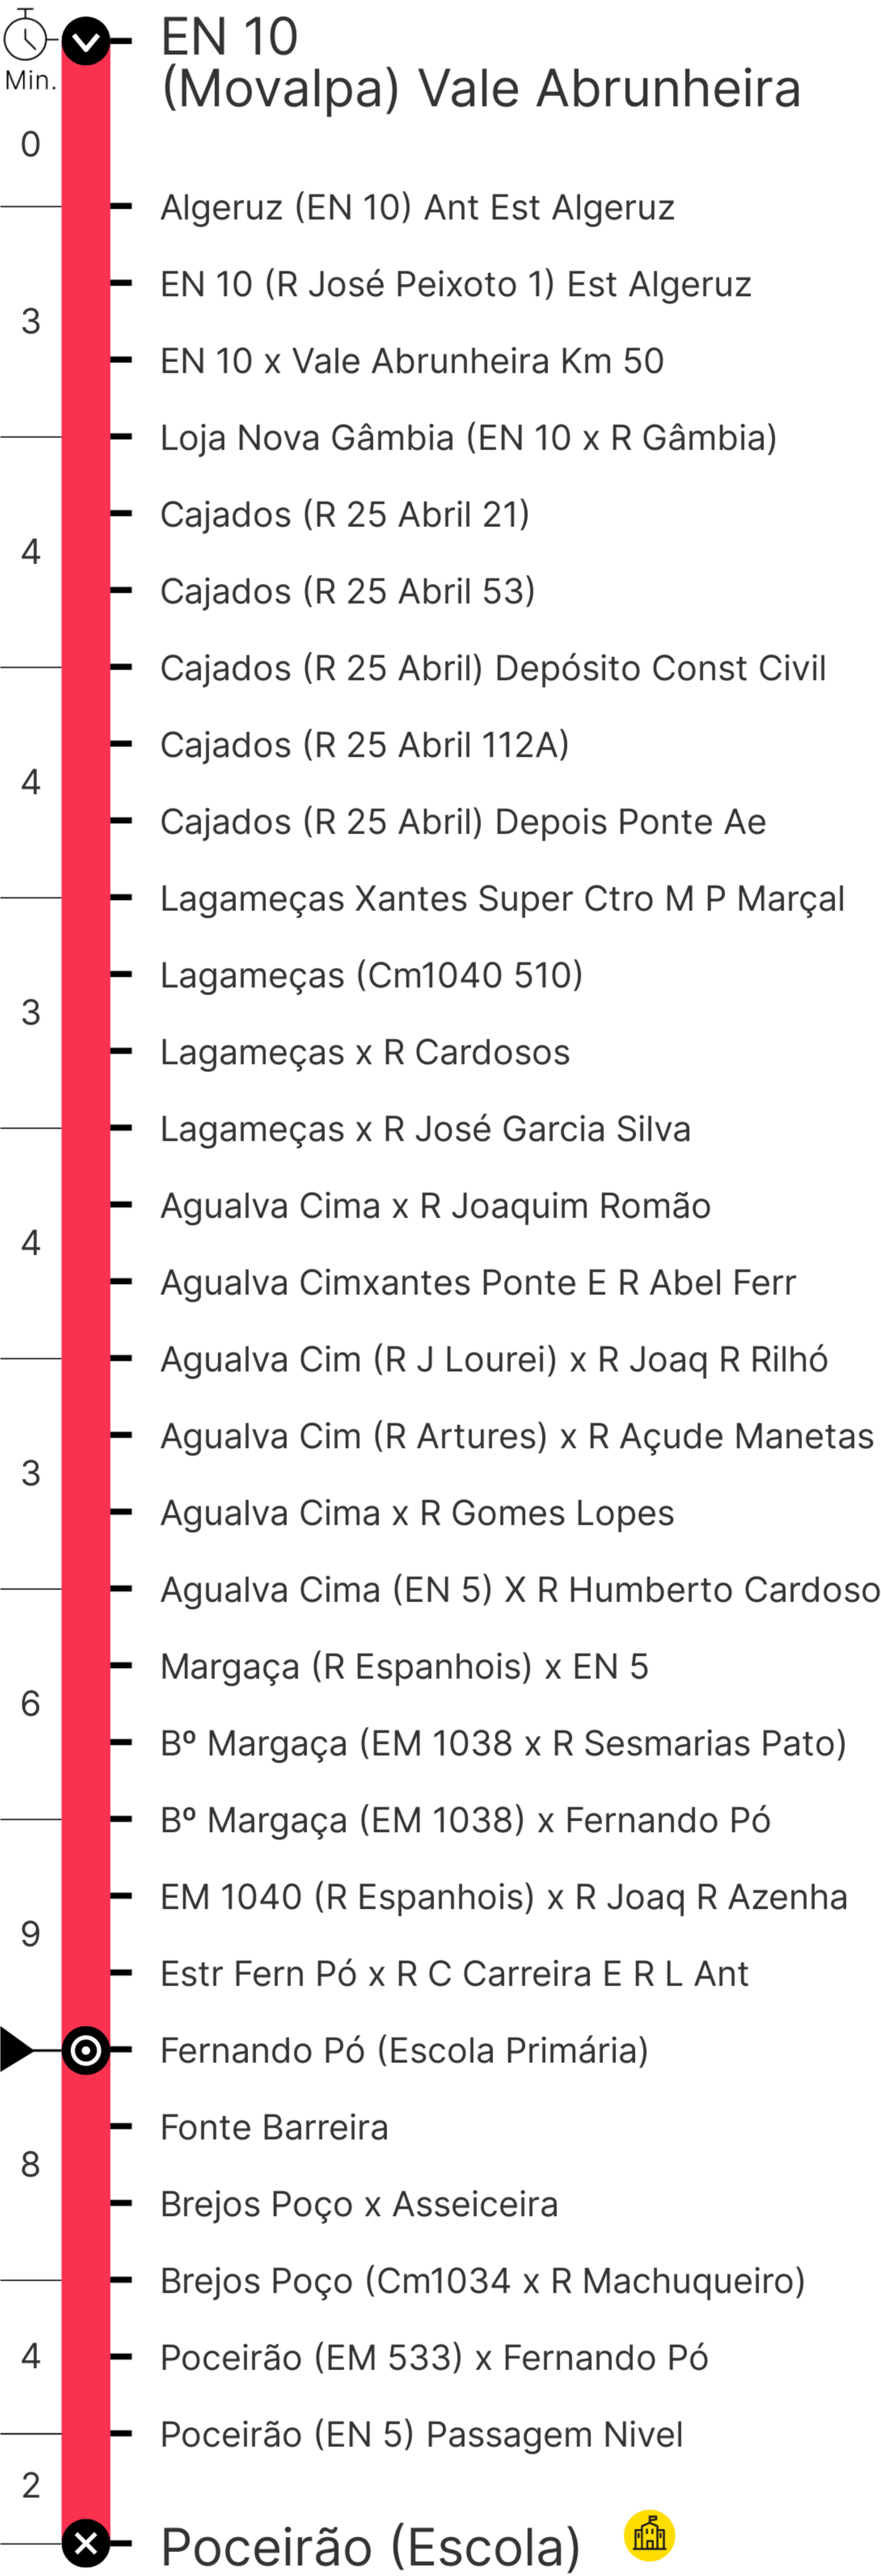 EN 10
(Movalpa) Vale Abrunheira
Min.
0
Algeruz (EN 10) Ant Est Algeruz
EN 10 (R José Peixoto 1) Est Algeruz
3
EN 10 x Vale Abrunheira Km 50
Loja Nova Gâmbia (EN 10 x R Gâmbia)
Cajados (R 25 Abril 21)
4
Cajados (R 25 Abril 53)
Cajados (R 25 Abril) Depósito Const Civil
Cajados (R 25 Abril 112A)
4
Cajados (R 25 Abril) Depois Ponte Ae
Lagameças Xantes Super Ctro M P Marçal
Lagameças (Cm1040 510)
3
Lagameças x R Cardosos
Lagameças x R José Garcia Silva
Agualva Cima x R Joaquim Romão
4
Agualva Cimxantes Ponte E R Abel Ferr
Agualva Cim (R J Lourei) x R Joaq R Rilhó
Agualva Cim (R Artures) x R Açude Manetas
3
Agualva Cima x R Gomes Lopes
Agualva Cima (EN 5) X R Humberto Cardoso
Margaça (R Espanhois) x EN 5
6
Bº Margaça (EM 1038 x R Sesmarias Pato)
Bº Margaça (EM 1038) x Fernando Pó
EM 1040 (R Espanhois) x R Joaq R Azenha
9
Estr Fern Pó x R C Carreira E R L Ant
Fernando Pó (Escola Primária)
Fonte Barreira
8
Brejos Poço x Asseiceira
Brejos Poço (Cm1034 x R Machuqueiro)
4
Poceirão (EM 533) x Fernando Pó
Poceirão (EN 5) Passagem Nivel
2
Poceirão (Escola)